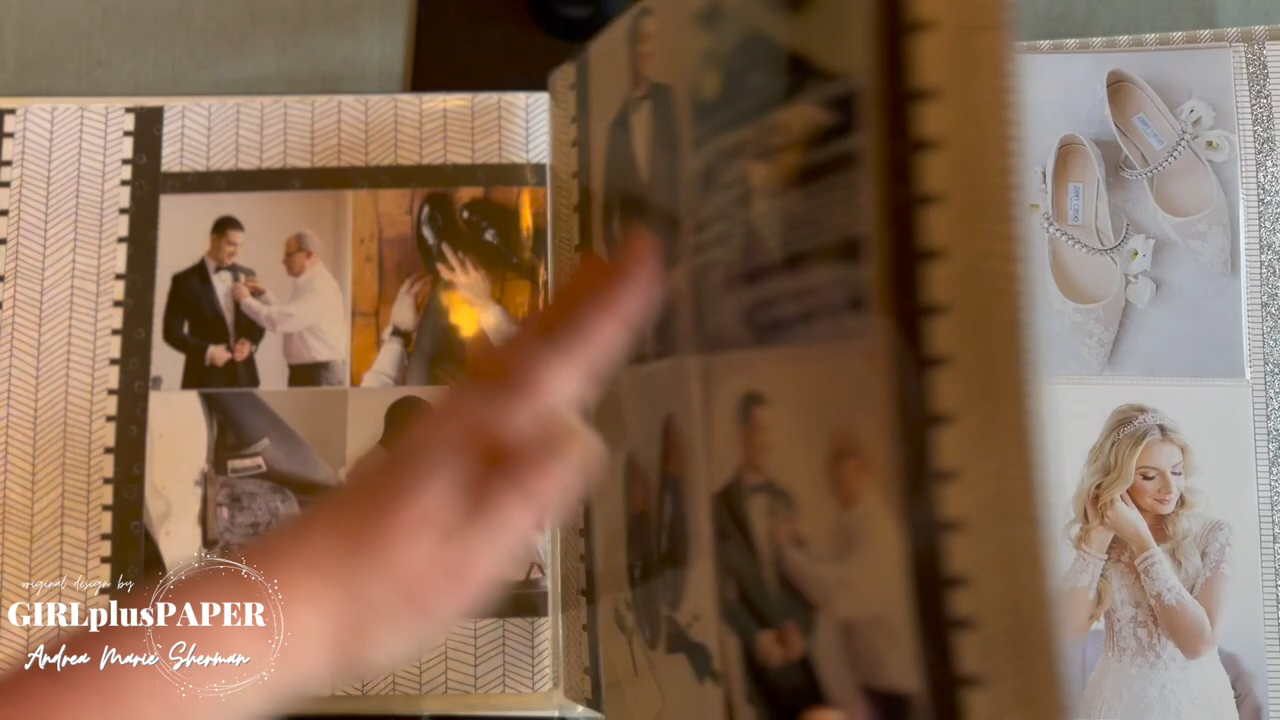 original design by
GIRLplusPAPER
Andrea Marie Sherman
JIMMY CHOO
JIMMY CHOO